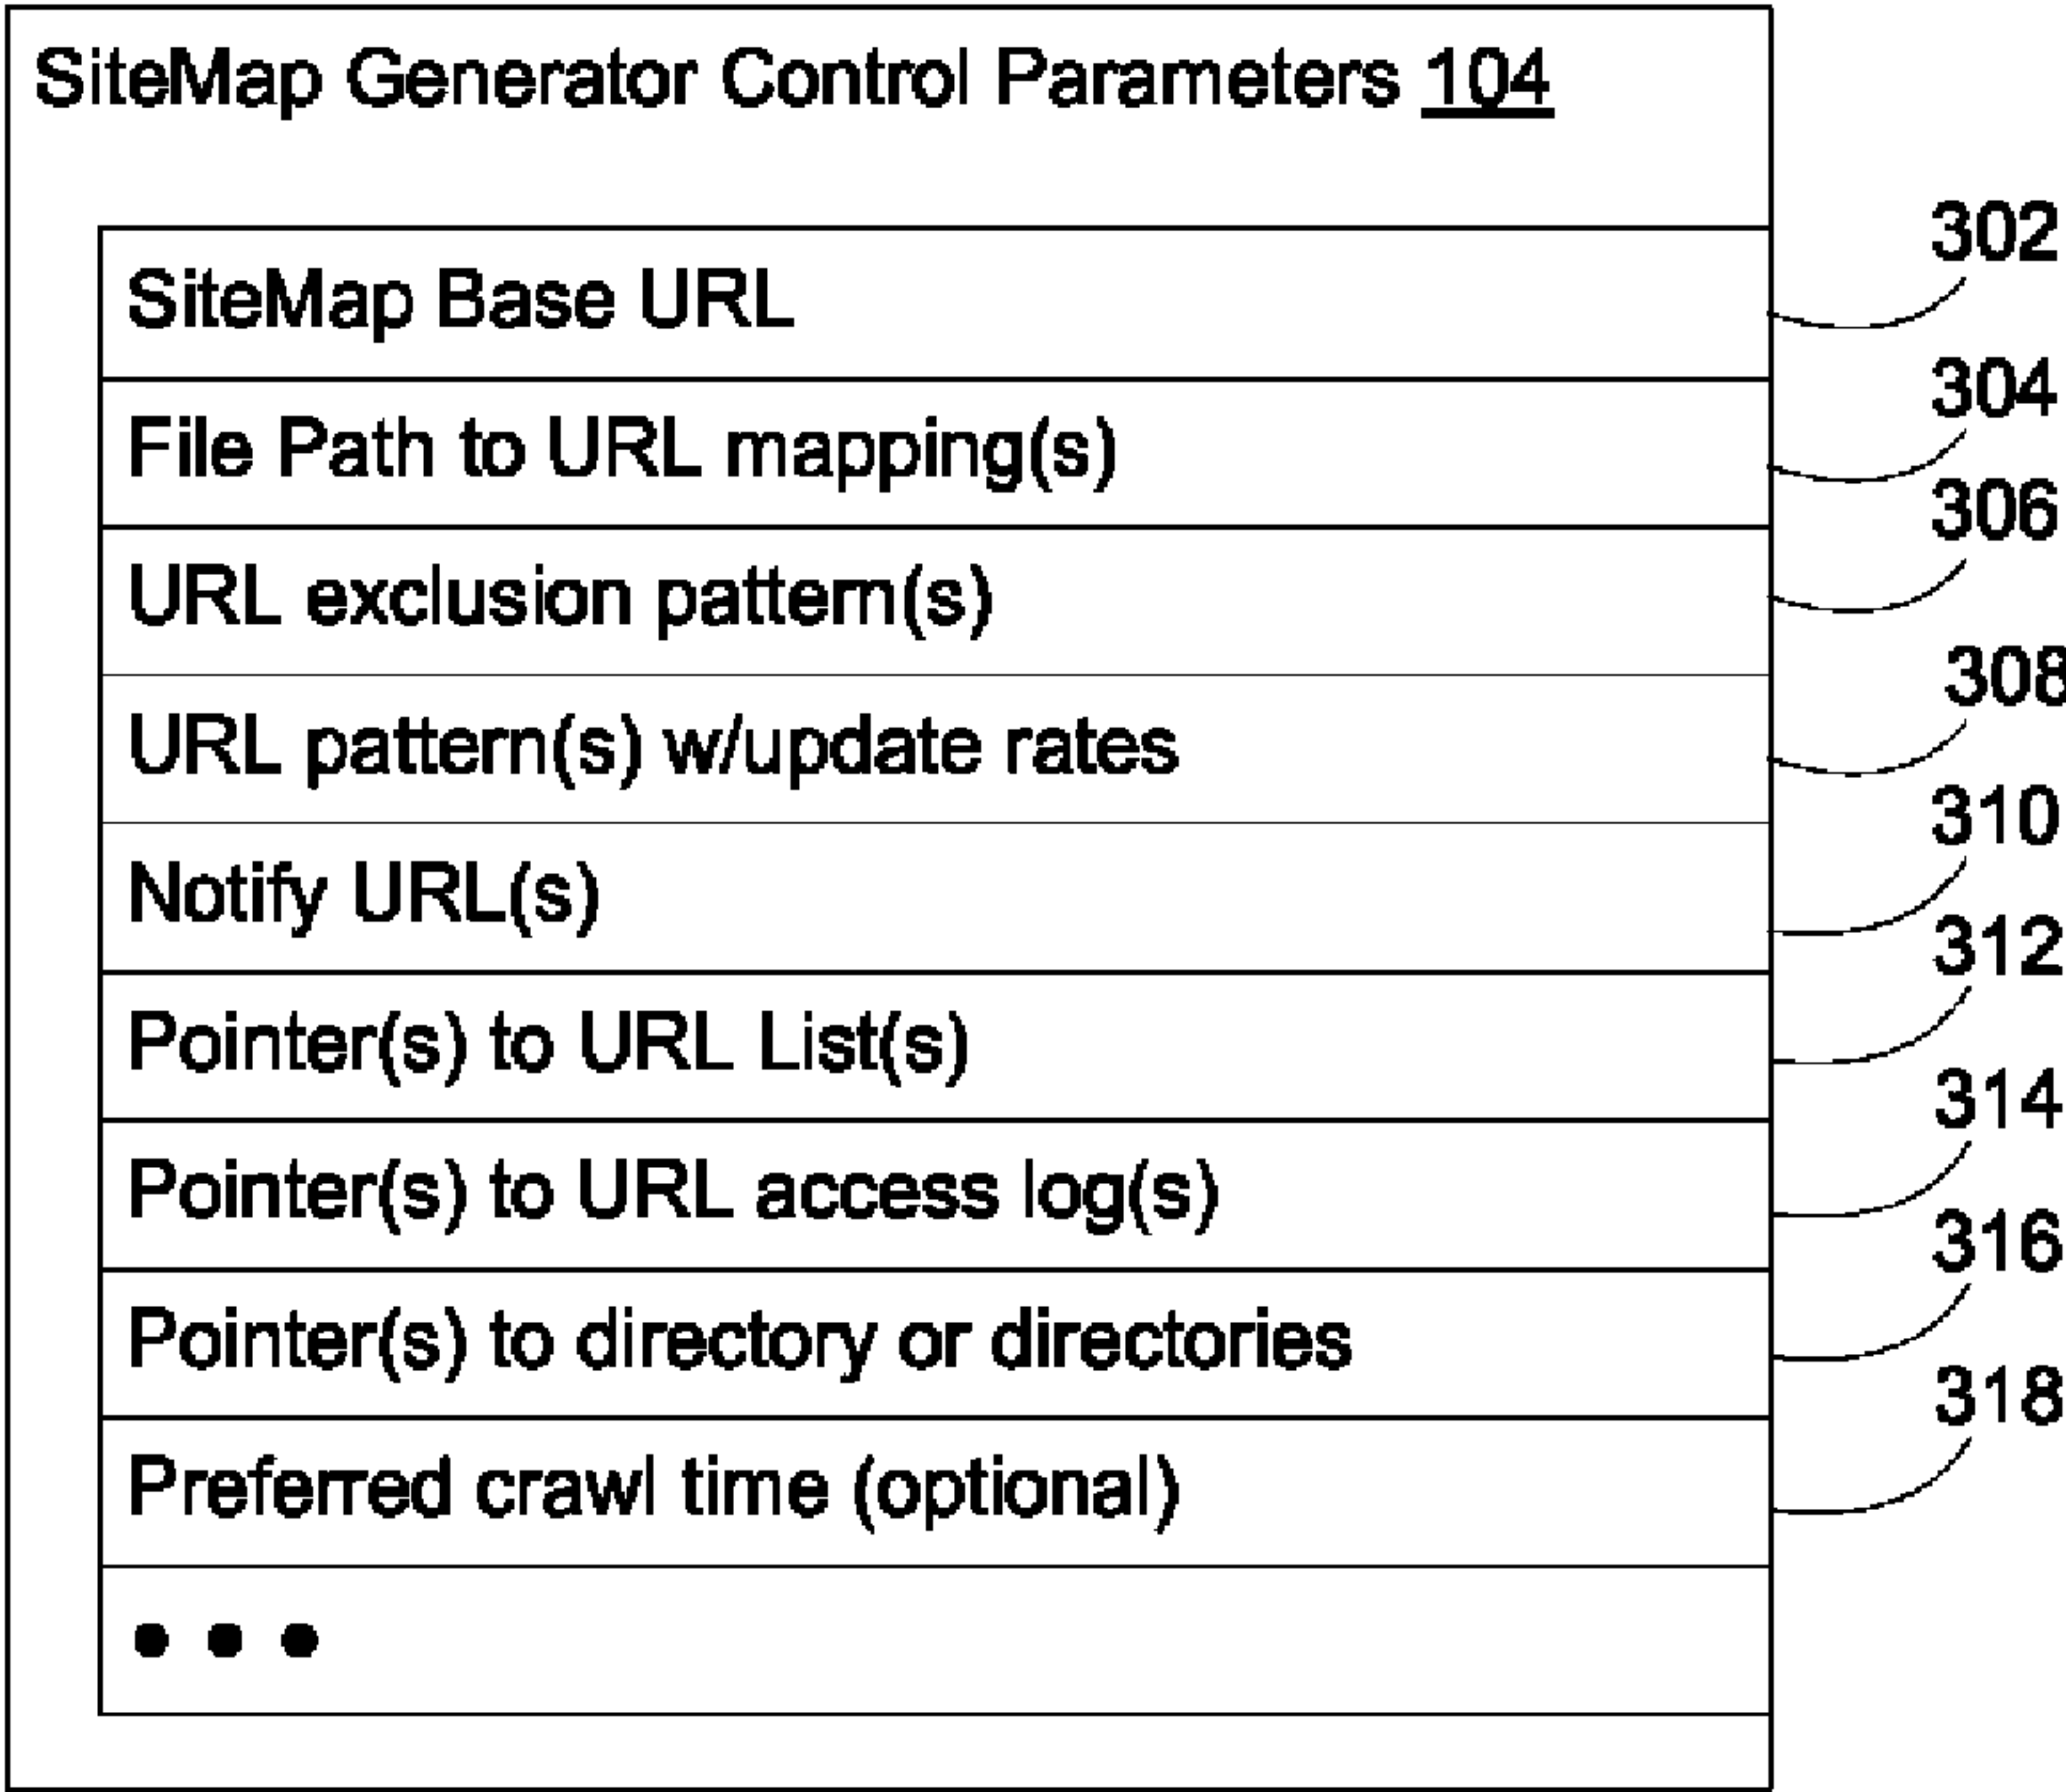 SiteMap Generator Control Parameters 104
302
SiteMap Base URL
304
File Path to URL mapping(s)
306
URL exclusion pattern(s)
308
URL pattern(s) w/update rates
310
Notify URL(s)
312
Pointer(s) to URL List(s)
314
Pointer(s) to URL access log(s)
316
Pointer(s) to directory or directories
318
Preferred crawl time (optional)
● ● ●